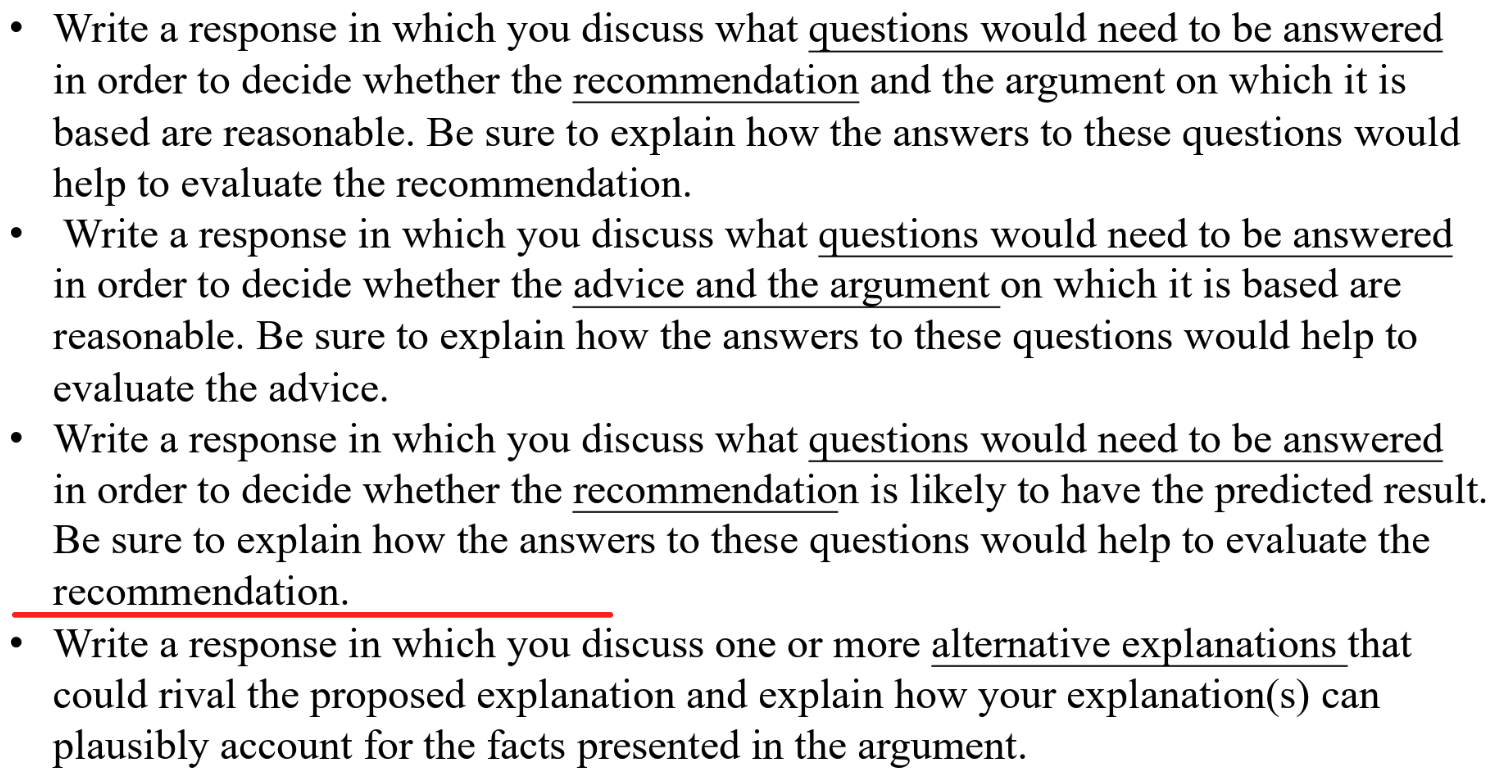 • Write a response in which you discuss what questions would need to be answered
in order to decide whether the recommendation and the argument on which it is
based are reasonable. Be sure to explain how the answers to these questions would
help to evaluate the recommendation.
• Write a response in which you discuss what questions would need to be answered
in order to decide whether the advice and the argument on which it is based are
reasonable. Be sure to explain how the answers to these questions would help to
evaluate the advice.
• Write a response in which you discuss what questions would need to be answered
in order to decide whether the recommendation is likely to have the predicted result.
Be sure to explain how the answers to these questions would help to evaluate the
recommendation.
• Write a response in which you discuss one or more alternative explanations that
could rival the proposed explanation and explain how your explanation(s) can
plausibly account for the facts presented in the argument.